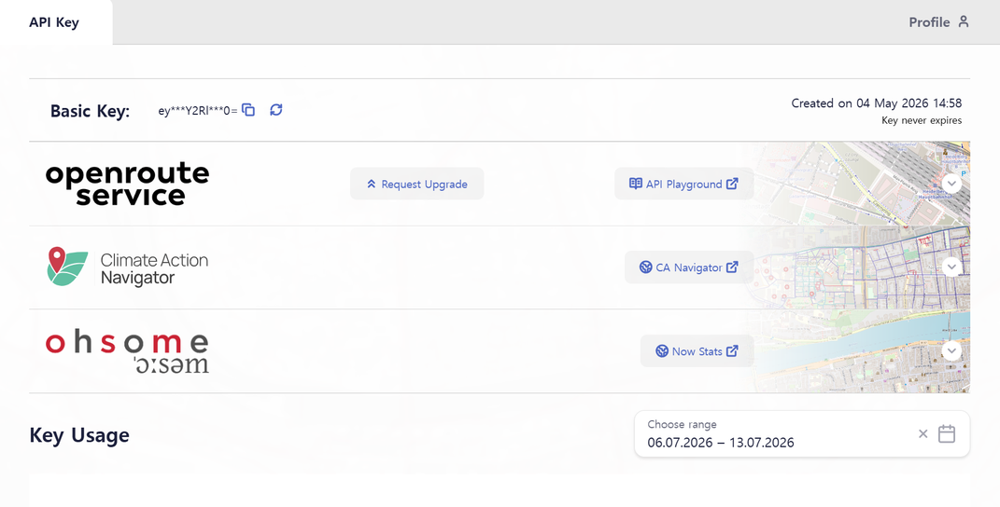 API Key
Profile
Basic Key:
ey***Y2Rl***0=
Created on 04 May 2026 14:58
Key never expires
openroute
service
Request Upgrade
API Playground
Climate Action
Navigator
CA Navigator
ohsome
ˈɔːsəm
Now Stats
Key Usage
Choose range
06.07.2026 – 13.07.2026